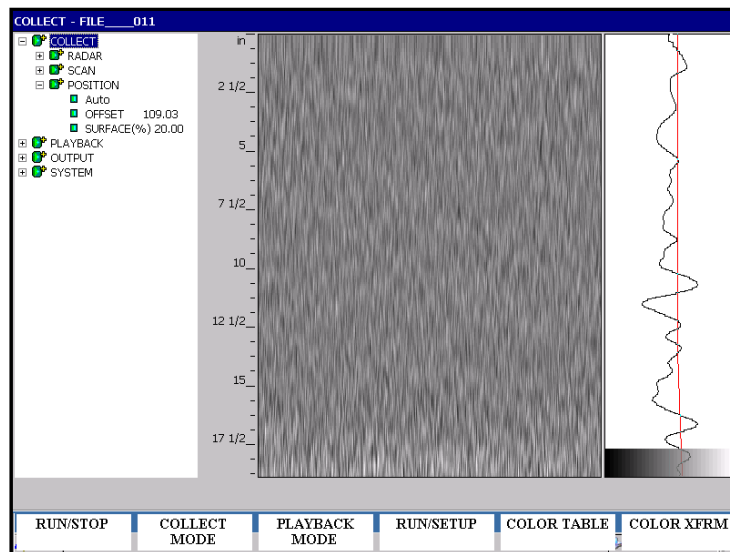 COLLECT - FILE____011
COLLECT
RADAR
SCAN
POSITION
Auto
OFFSET 109.03
SURFACE(%) 20.00
PLAYBACK
OUTPUT
SYSTEM
in
2 1/2
5
7 1/2
10
12 1/2
15
17 1/2
RUN/STOP
COLLECT
MODE
PLAYBACK
MODE
RUN/SETUP
COLOR TABLE
COLOR XFRM